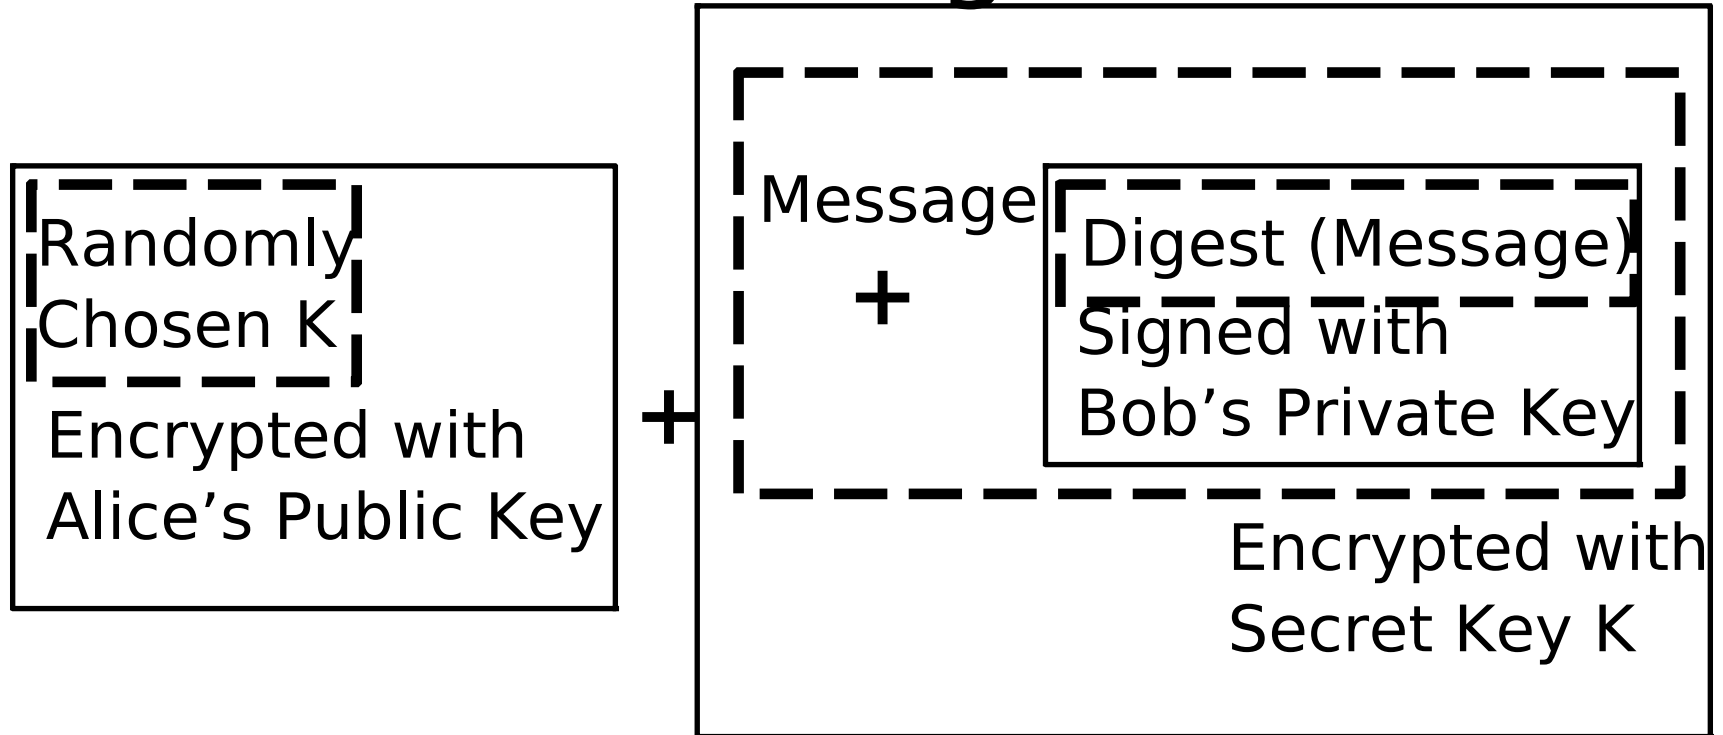 Randomly
Chosen K
Encrypted with
Alice’s Public Key
+
Message
+
Digest (Message)
Signed with
Bob’s Private Key
Encrypted with
Secret Key K